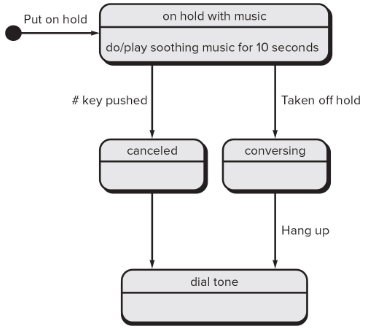 Put on hold
on hold with music
do/play soothing music for 10 seconds
# key pushed
Taken off hold
canceled
conversing
Hang up
dial tone